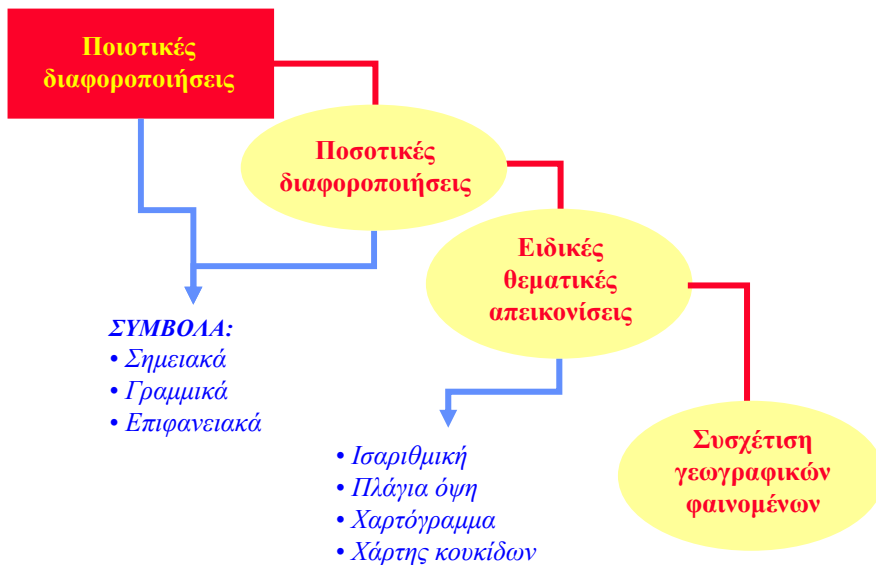 Ποιοτικές
διαφοροποιήσεις
Ποσοτικές
διαφοροποιήσεις
Ειδικές
θεματικές
απεικονίσεις
ΣΥΜΒΟΛΑ:
• Σημειακά
• Γραμμικά
• Επιφανειακά
• Ισαριθμική
• Πλάγια όψη
• Χαρτόγραμμα
• Χάρτης κουκίδων
Συσχέτιση
γεωγραφικών
φαινομένων